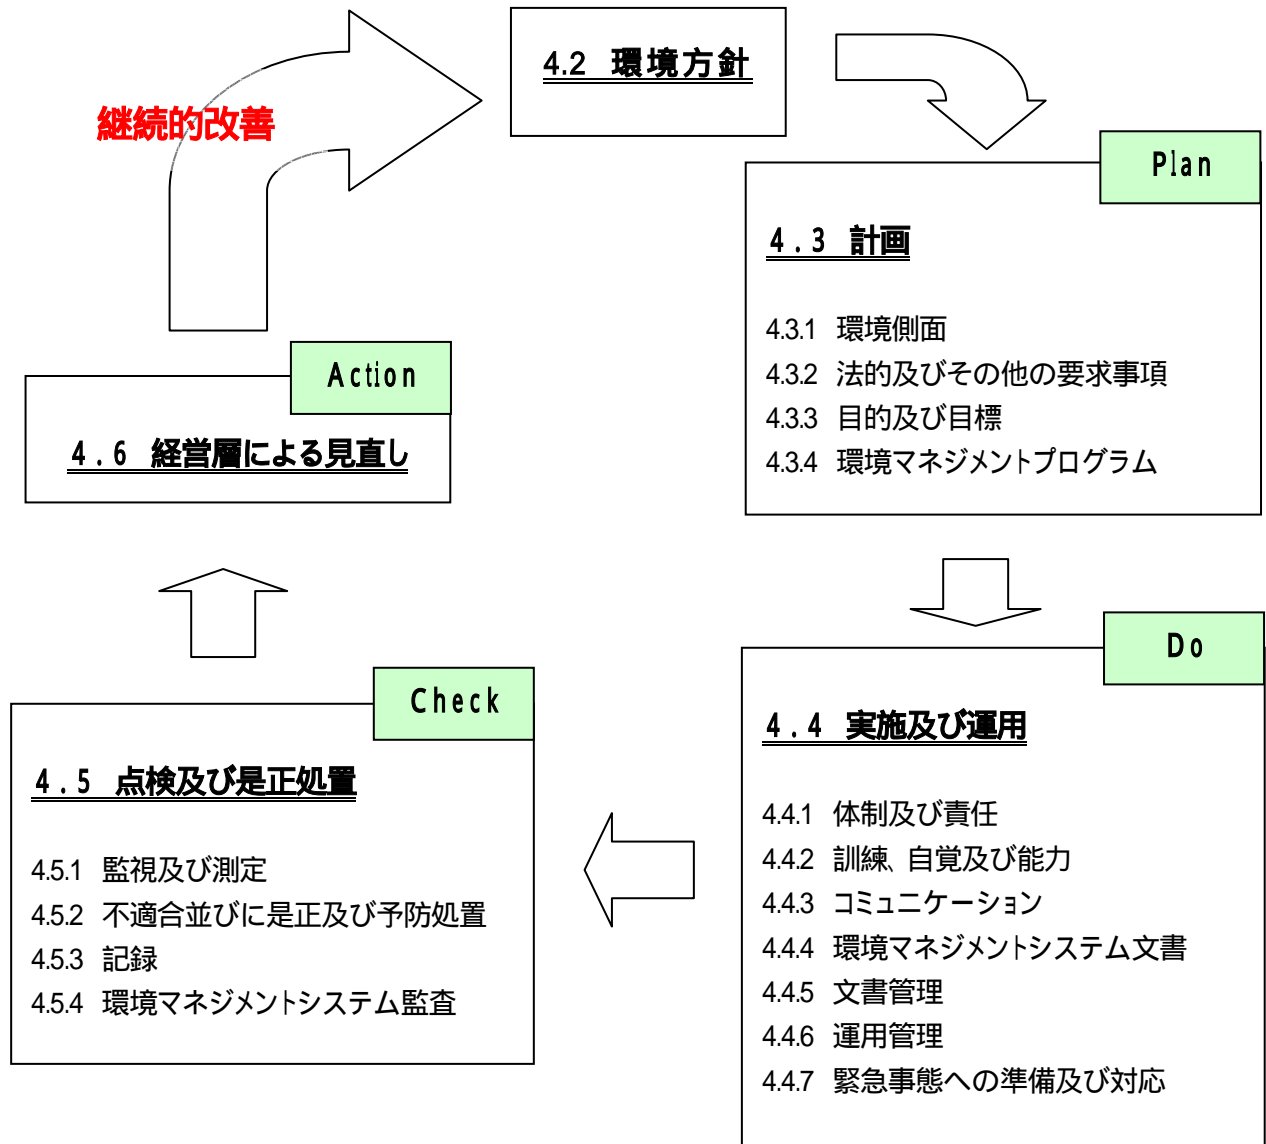 4.2 環境方針
継続的改善
Plan
4.3 計画
4.3.1 環境側面
4.3.2 法的及びその他の要求事項
4.3.3 目的及び目標
4.3.4 環境マネジメントプログラム
Action
4.6 経営層による見直し
Do
4.4 実施及び運用
4.4.1 体制及び責任
4.4.2 訓練、自覚及び能力
4.4.3 コミュニケーション
4.4.4 環境マネジメントシステム文書
4.4.5 文書管理
4.4.6 運用管理
4.4.7 緊急事態への準備及び対応
Check
4.5 点検及び是正処置
4.5.1 監視及び測定
4.5.2 不適合並びに是正及び予防処置
4.5.3 記録
4.5.4 環境マネジメントシステム監査